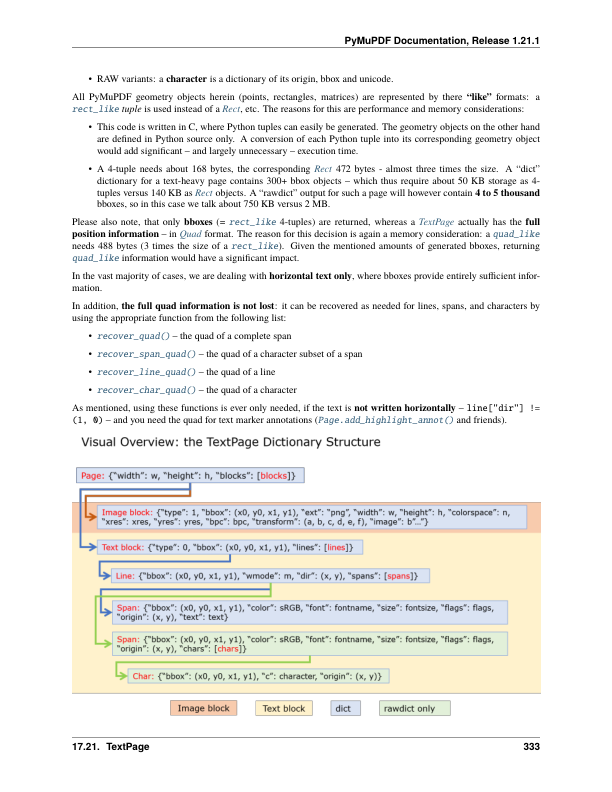 PyMuPDF Documentation, Release 1.21.1
• RAW variants: a character is a dictionary of its origin, bbox and unicode.
All PyMuPDF geometry objects herein (points, rectangles, matrices) are represented by there “like” formats: a
rect_like tuple is used instead of a Rect, etc. The reasons for this are performance and memory considerations:
• This code is written in C, where Python tuples can easily be generated. The geometry objects on the other hand
are defined in Python source only. A conversion of each Python tuple into its corresponding geometry object
would add significant – and largely unnecessary – execution time.
• A 4-tuple needs about 168 bytes, the corresponding Rect 472 bytes - almost three times the size. A “dict”
dictionary for a text-heavy page contains 300+ bbox objects – which thus require about 50 KB storage as 4-
tuples versus 140 KB as Rect objects. A “rawdict” output for such a page will however contain 4 to 5 thousand
bboxes, so in this case we talk about 750 KB versus 2 MB.
Please also note, that only bboxes (= rect_like 4-tuples) are returned, whereas a TextPage actually has the full
position information – in Quad format. The reason for this decision is again a memory consideration: a quad_like
needs 488 bytes (3 times the size of a rect_like). Given the mentioned amounts of generated bboxes, returning
quad_like information would have a significant impact.
In the vast majority of cases, we are dealing with horizontal text only, where bboxes provide entirely sufficient infor-
mation.
In addition, the full quad information is not lost: it can be recovered as needed for lines, spans, and characters by
using the appropriate function from the following list:
• recover_quad() – the quad of a complete span
• recover_span_quad() – the quad of a character subset of a span
• recover_line_quad() – the quad of a line
• recover_char_quad() – the quad of a character
As mentioned, using these functions is ever only needed, if the text is not written horizontally – line["dir"] !=
(1, 0) – and you need the quad for text marker annotations (Page.add_highlight_annot() and friends).
Visual Overview: the TextPage Dictionary Structure
Page: {“width”: w, “height”: h, “blocks”: [blocks]}
Image block: {“type”: 1, “bbox”: (x0, y0, x1, y1), “ext”: “png”, “width”: w, “height”: h, “colorspace”: n,
“xres”: xres, “yres”: yres, “bpc”: bpc, “transform”: (a, b, c, d, e, f), “image”: b“…”}
Text block: {“type”: 0, “bbox”: (x0, y0, x1, y1), “lines”: [lines]}
Line: {“bbox”: (x0, y0, x1, y1), “wmode”: m, “dir”: (x, y), “spans”: [spans]}
Span: {“bbox”: (x0, y0, x1, y1), “color”: sRGB, “font”: fontname, “size”: fontsize, “flags”: flags,
“origin”: (x, y), “text”: text}
Span: {“bbox”: (x0, y0, x1, y1), “color”: sRGB, “font”: fontname, “size”: fontsize, “flags”: flags,
“origin”: (x, y), “chars”: [chars]}
Char: {“bbox”: (x0, y0, x1, y1), “c”: character, “origin”: (x, y)}
Image block Text block dict rawdict only
17.21. TextPage 333